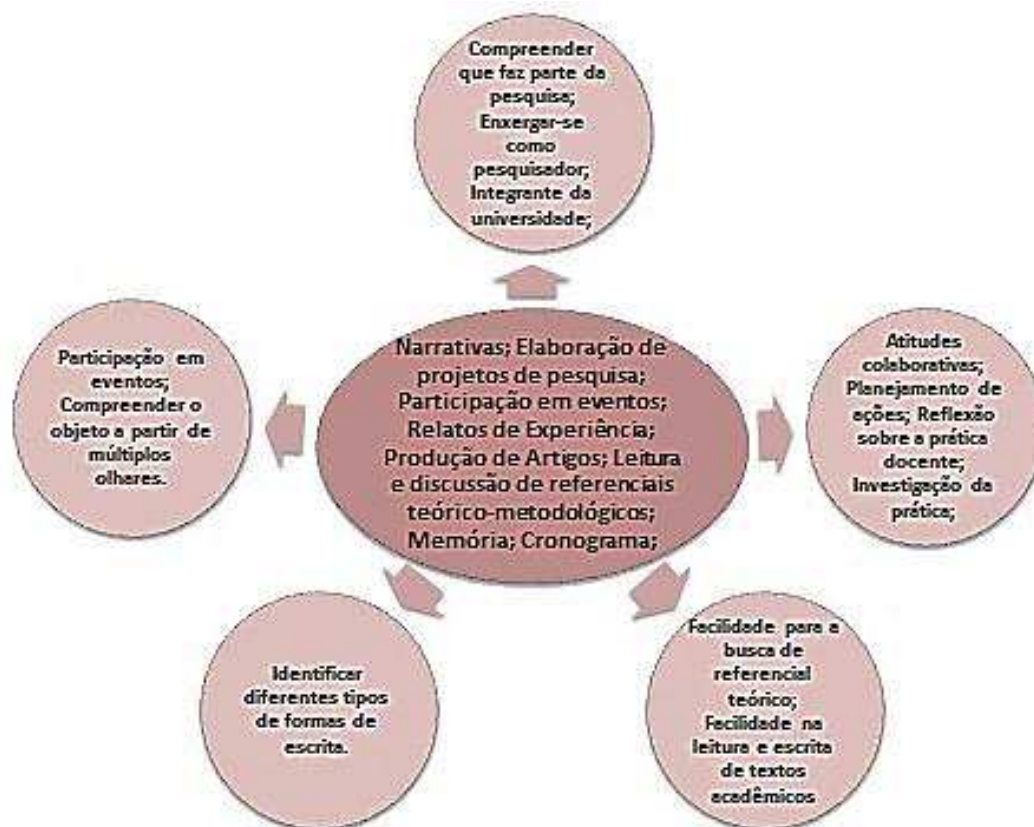 Compreender
que faz parte da
pesquisa;
Enxergar-se
como
pesquisador;
Integrante da
universidade;
Participação em
eventos;
Compreender o
objeto a partir de
múltiplos
olhares.
Narrativas; Elaboração de
projetos de pesquisa;
Participação em eventos;
Relatos de Experiência;
Produção de Artigos; Leitura
e discussão de referenciais
teórico-metodológicos;
Memória; Cronograma;
Atitudes
colaborativas;
Planejamento de
ações; Reflexão
sobre a prática
docente;
Investigação da
prática;
Identificar
diferentes tipos
de formas de
escrita.
Facilidade para a
busca de
referencial
teórico;
Facilidade na
leitura e escrita
de textos
acadêmicos